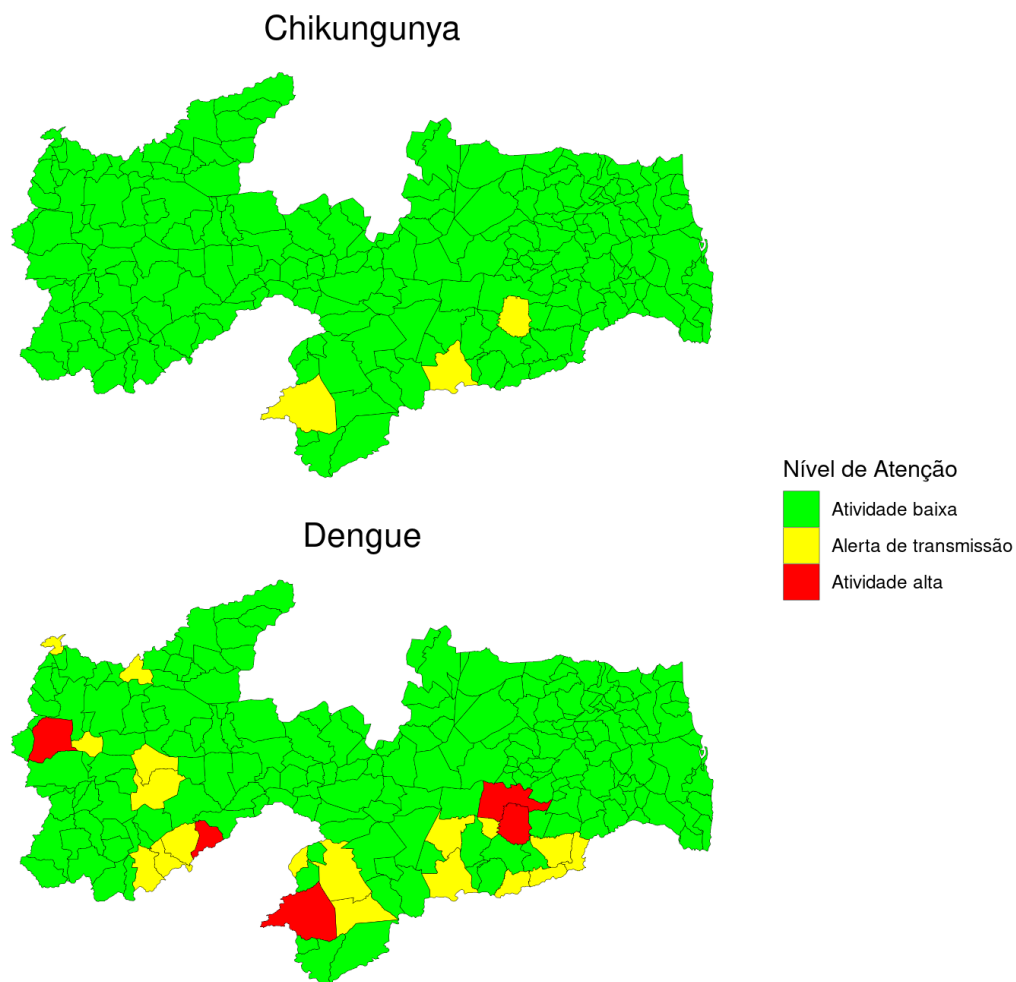 Chikungunya
Nível de Atenção
Atividade baixa
Alerta de transmissão
Atividade alta
Dengue